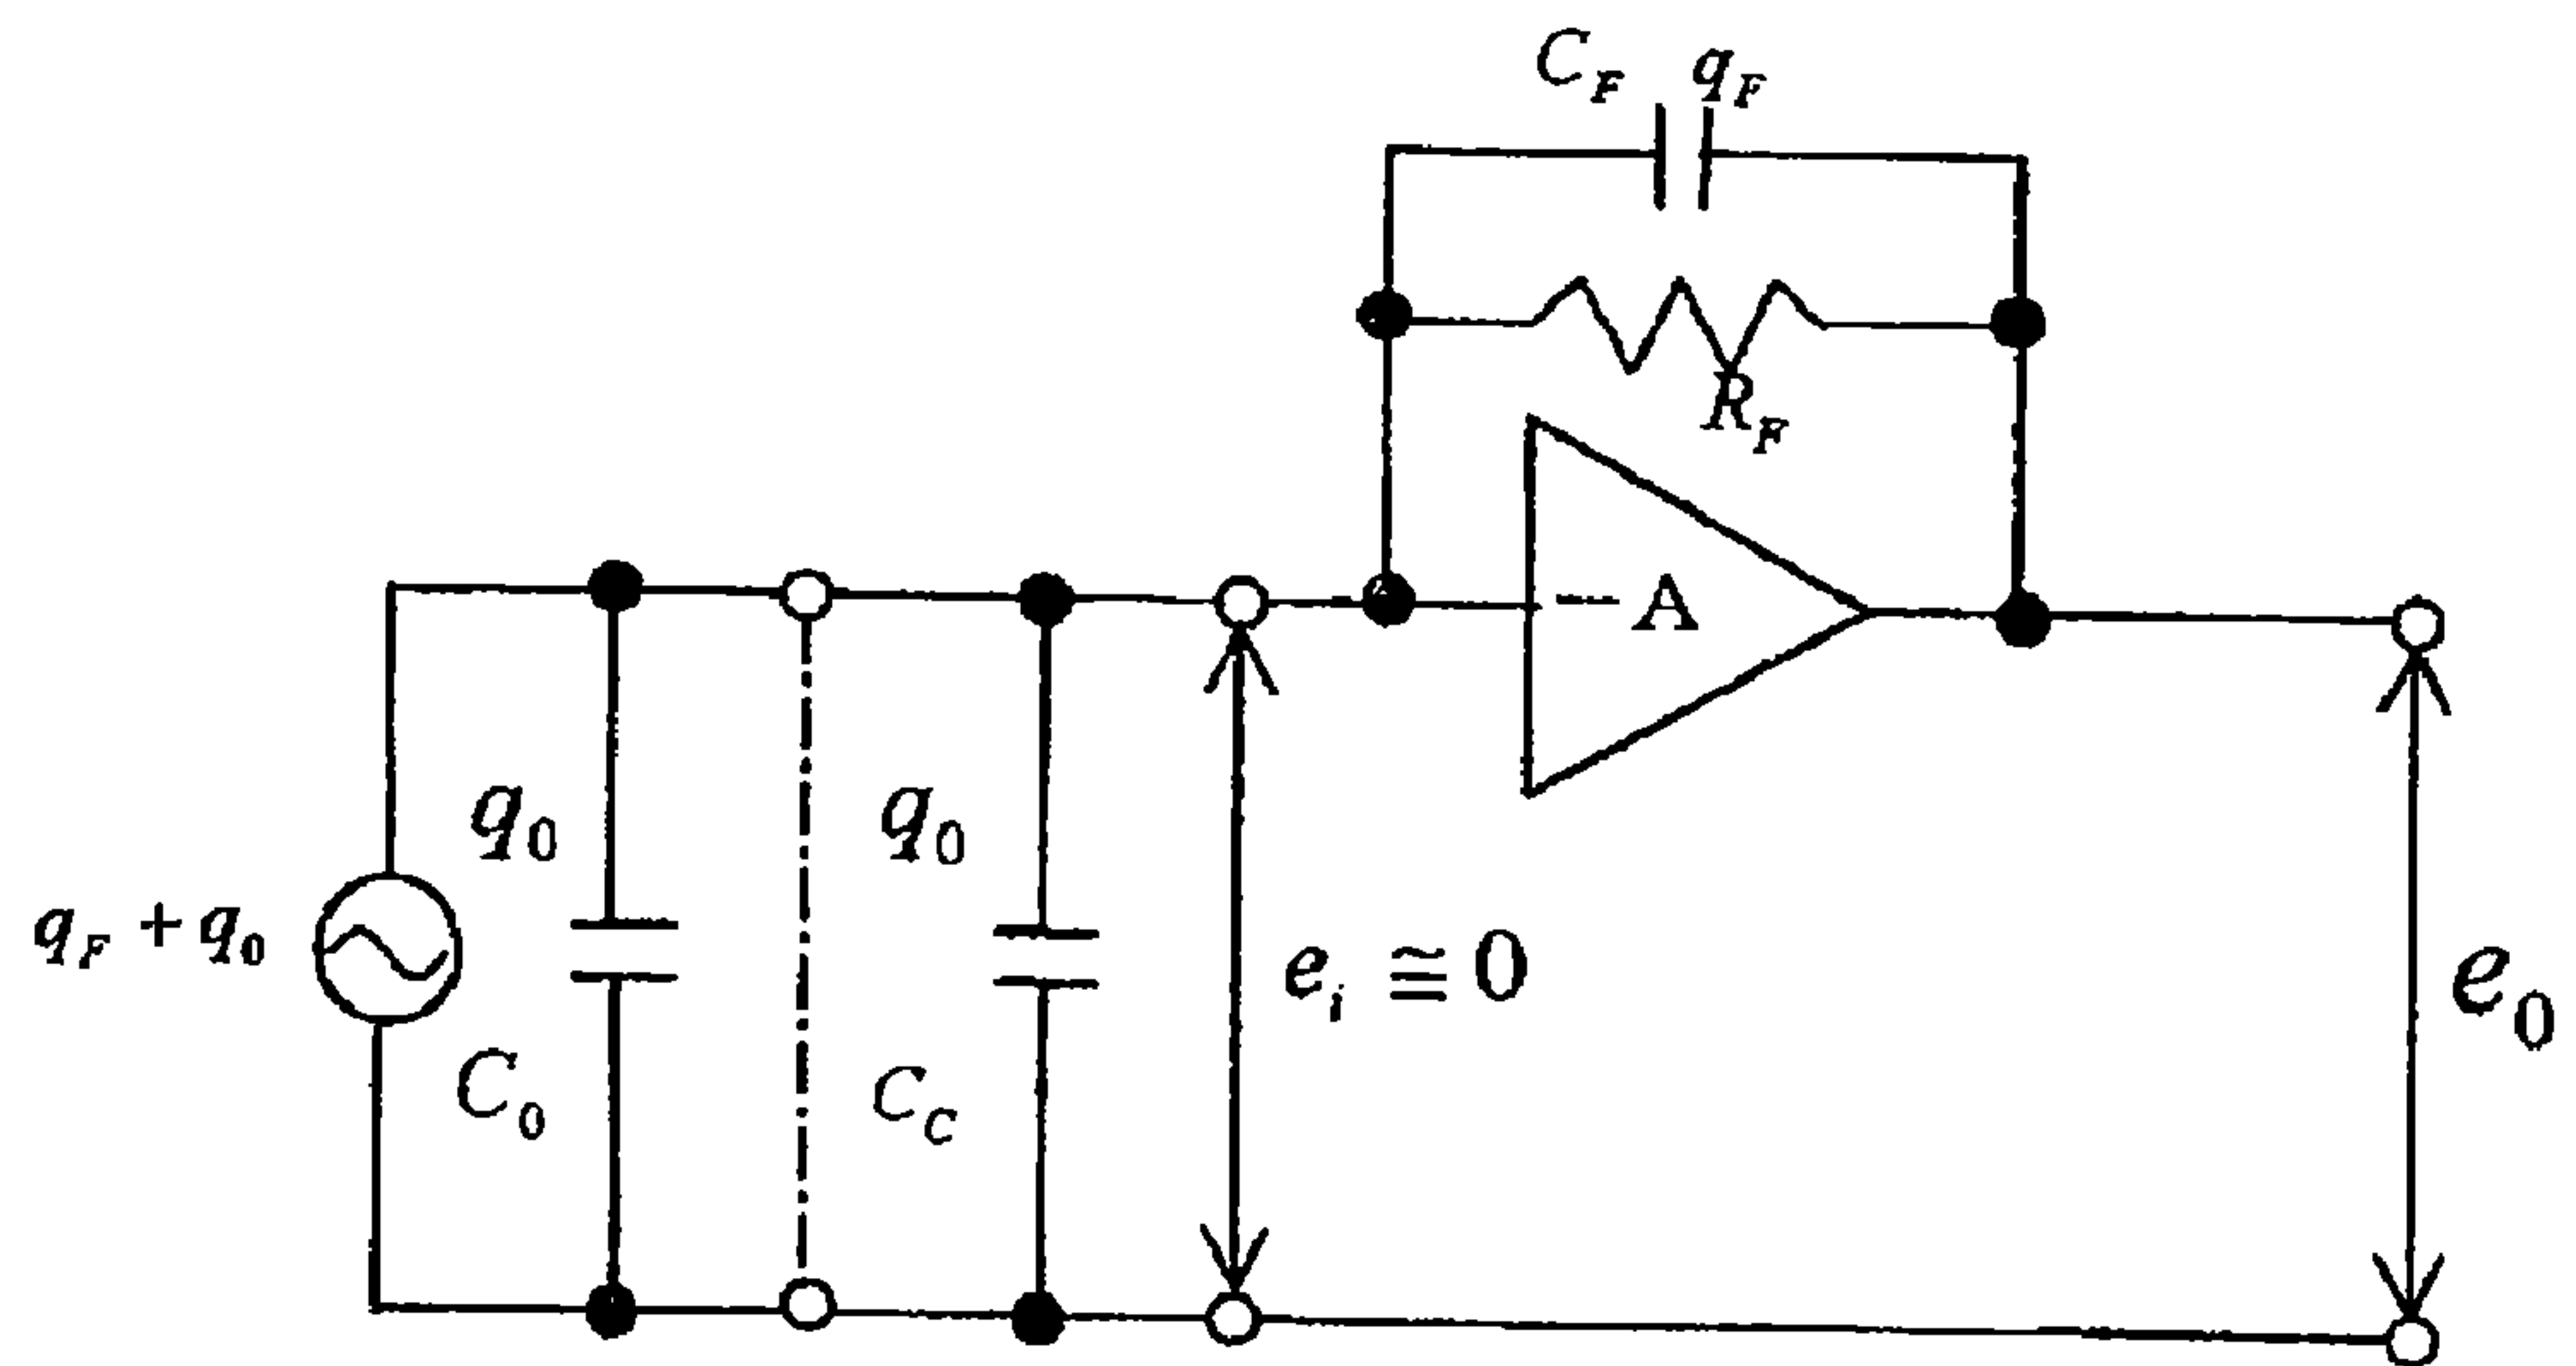 C_F q_F
R_F
− A
q_0
q_0
q_F + q_0
e_i ≅ 0
e_0
C_0
C_C